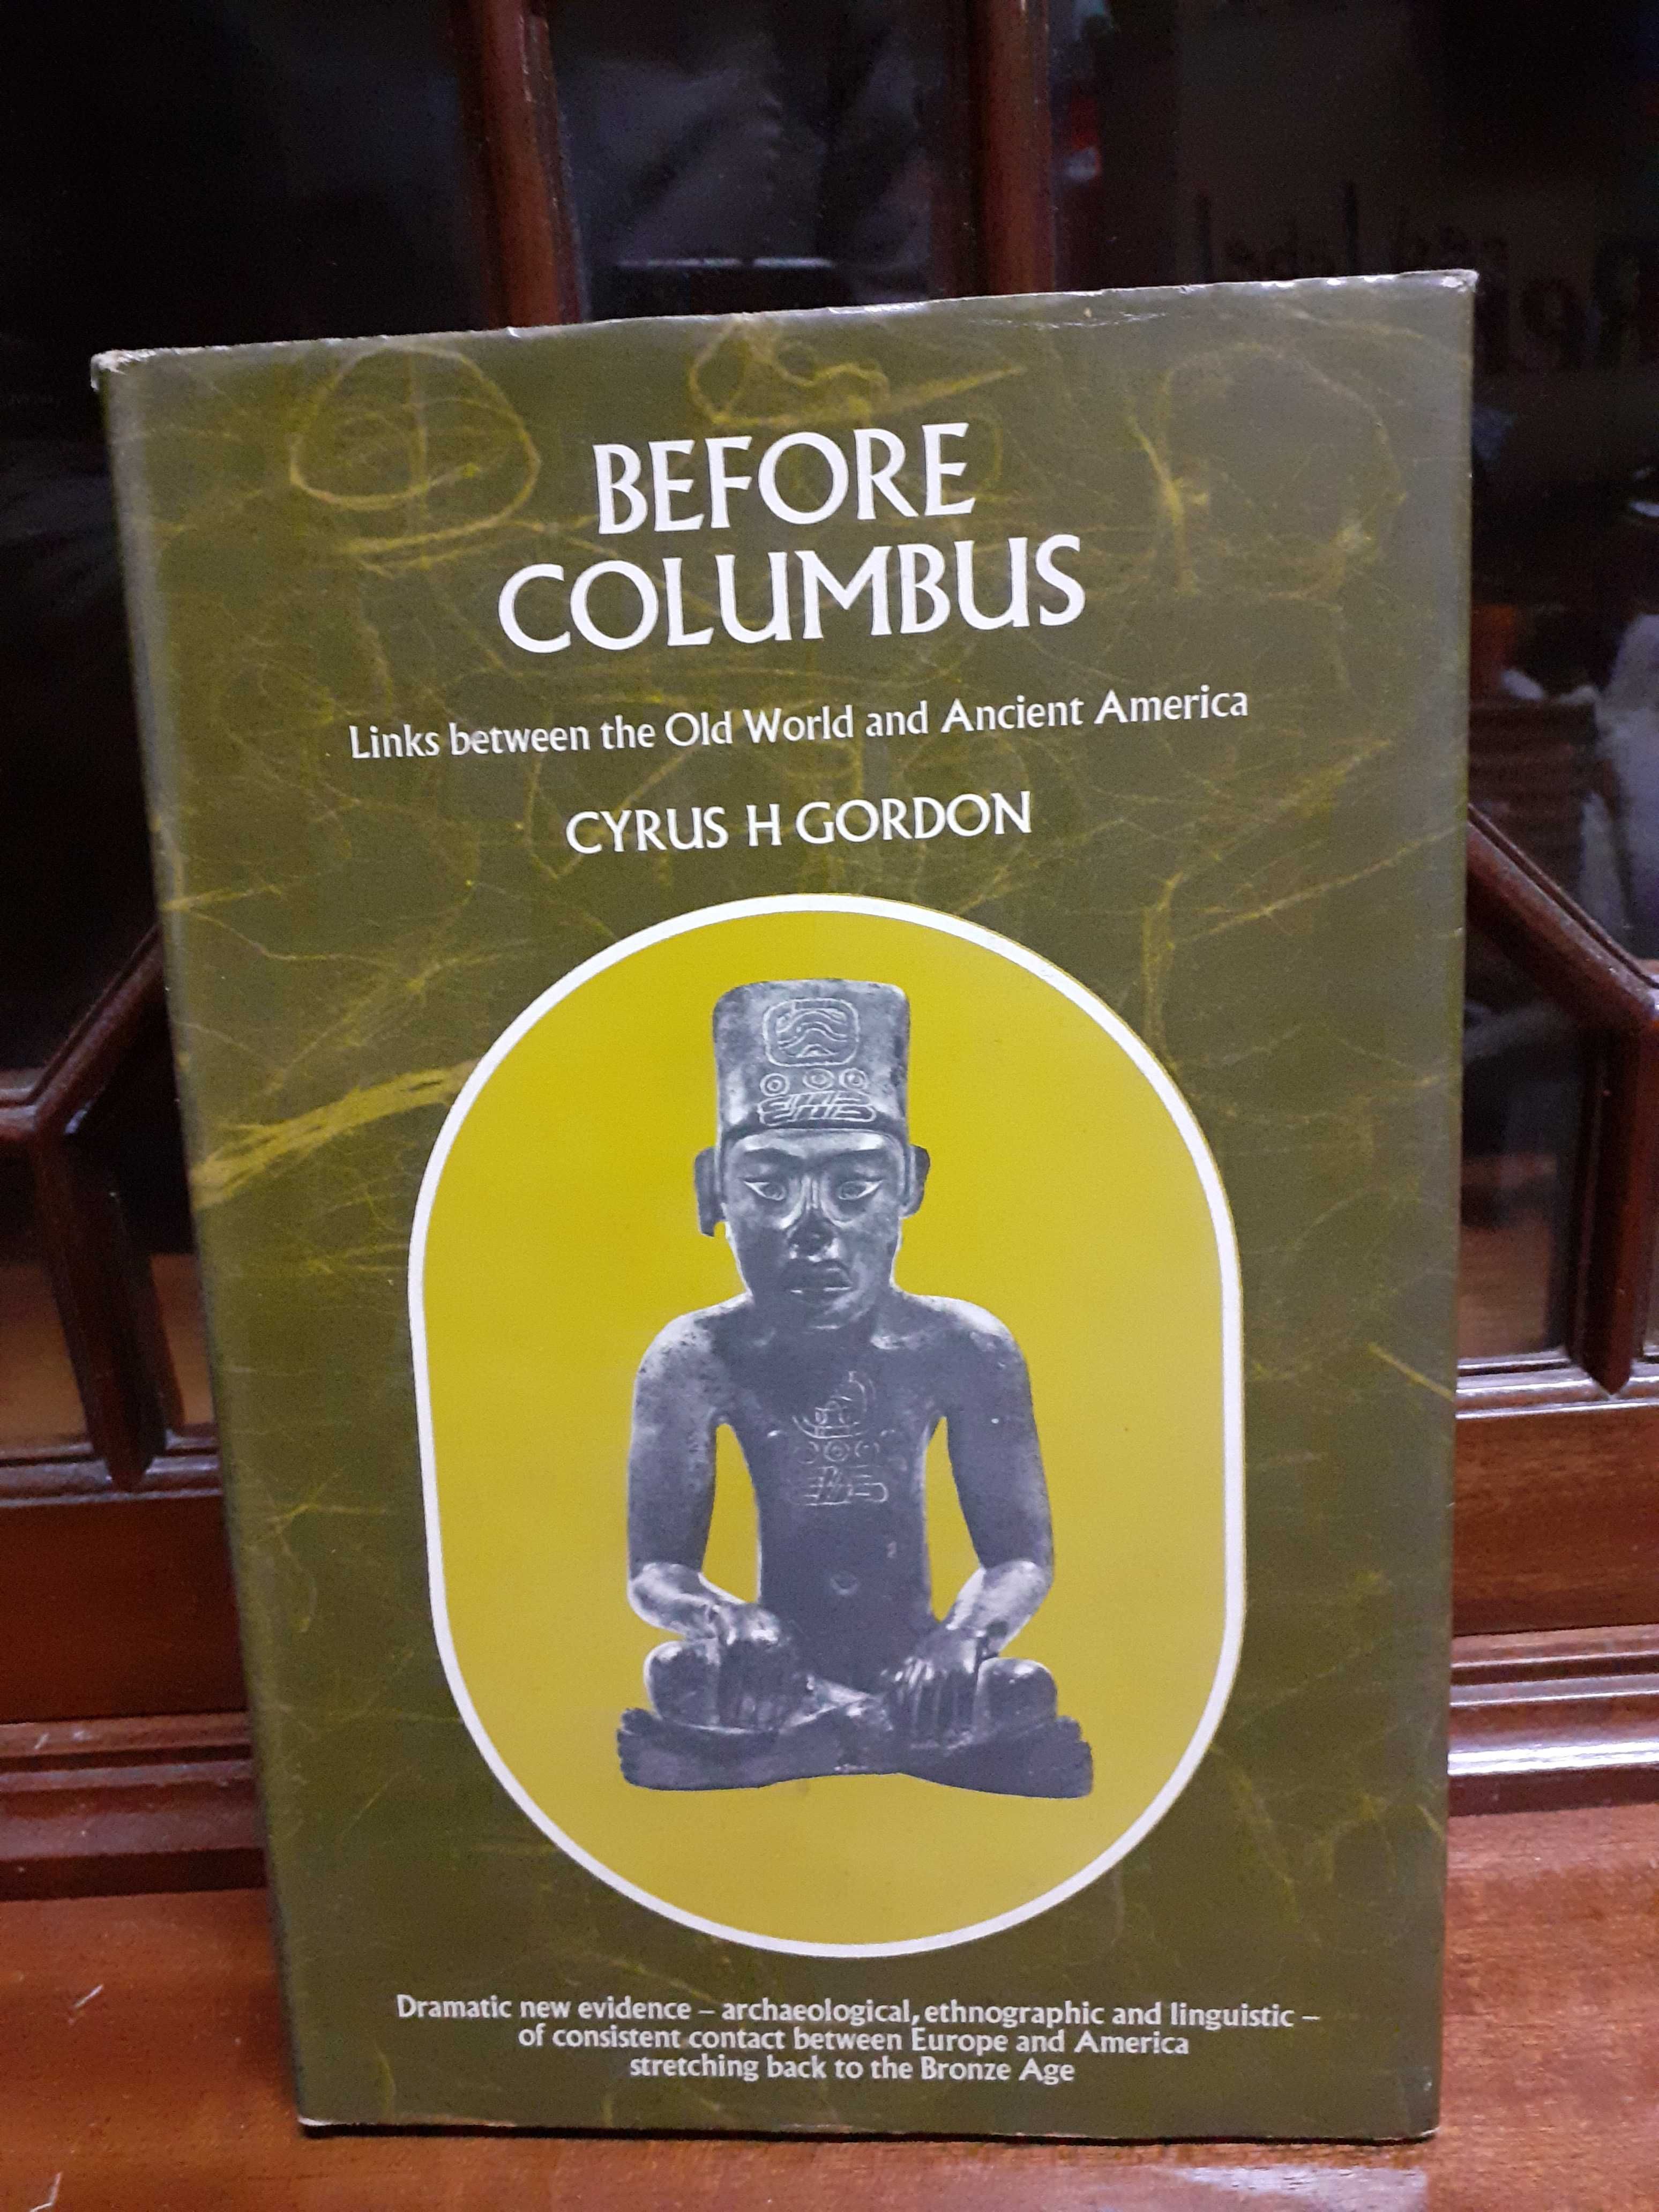 BEFORE
COLUMBUS
Links between the Old World and Ancient America
CYRUS H GORDON
Dramatic new evidence – archaeological, ethnographic and linguistic –
of consistent contact between Europe and America
stretching back to the Bronze Age